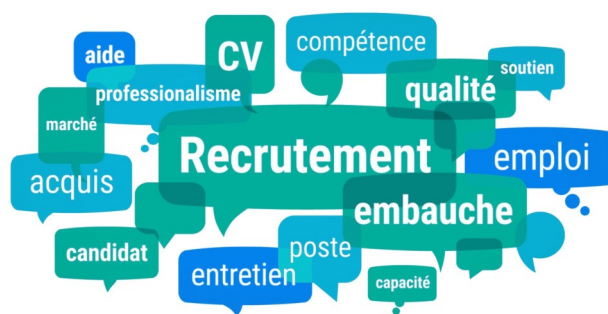 aide
CV
compétence
soutien
professionalisme
qualité
marché
Recrutement
emploi
acquis
embauche
candidat
poste
entretien
capacité